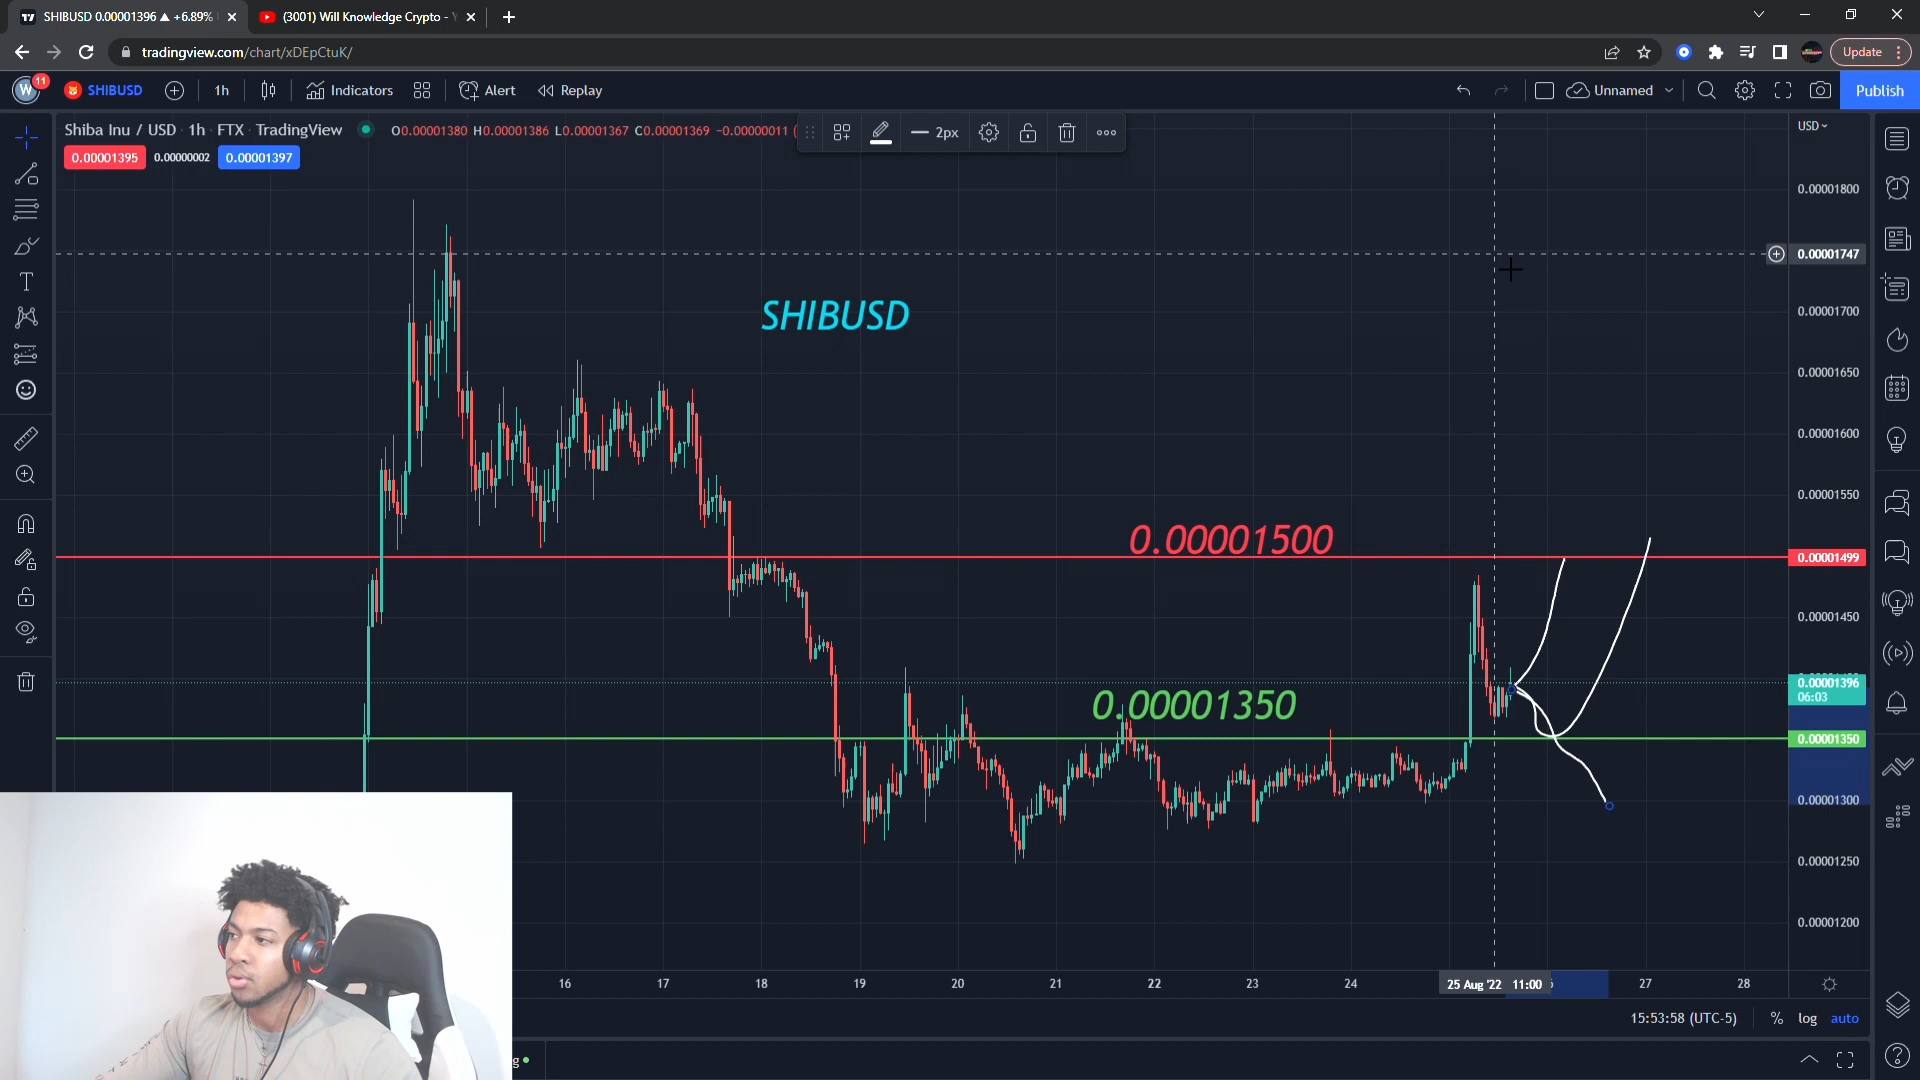 SHIBUSD 0.00001396 ▲ +6.89%
(3001) Will Knowledge Crypto -
tradingview.com/chart/xDEpCtuK/
Update
W
11
SHIBUSD
1h
Indicators
Alert
Replay
Unnamed
Publish
Shiba Inu / USD · 1h · FTX · TradingView
O0.00001380 H0.00001386 L0.00001367 C0.00001369 −0.00000011 (
2px
USD
0.00001395
0.00000002
0.00001397
0.00001800
0.00001747
0.00001700
0.00001650
0.00001600
0.00001550
0.00001499
0.00001450
0.00001396
06:03
0.00001350
0.00001300
0.00001250
0.00001200
SHIBUSD
0.00001500
0.00001350
16
17
18
19
20
21
22
23
24
25 Aug '22 11:00
27
28
15:53:58 (UTC-5)
%
log
auto